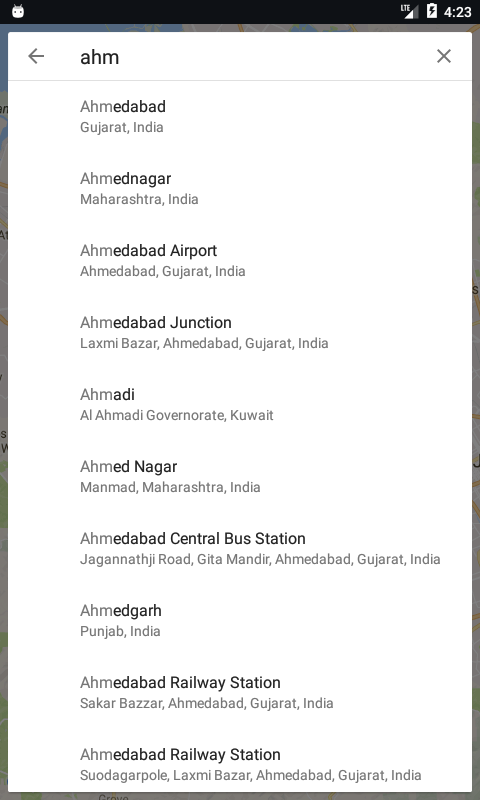 LTE 4:23
ahm
Ahmedabad
Gujarat, India
Ahmednagar
Maharashtra, India
Ahmedabad Airport
Ahmedabad, Gujarat, India
Ahmedabad Junction
Laxmi Bazar, Ahmedabad, Gujarat, India
Ahmadi
Al Ahmadi Governorate, Kuwait
Ahmed Nagar
Manmad, Maharashtra, India
Ahmedabad Central Bus Station
Jagannathji Road, Gita Mandir, Ahmedabad, Gujarat, India
Ahmedgarh
Punjab, India
Ahmedabad Railway Station
Sakar Bazzar, Ahmedabad, Gujarat, India
Ahmedabad Railway Station
Suodagarpole, Laxmi Bazar, Ahmedabad, Gujarat, India